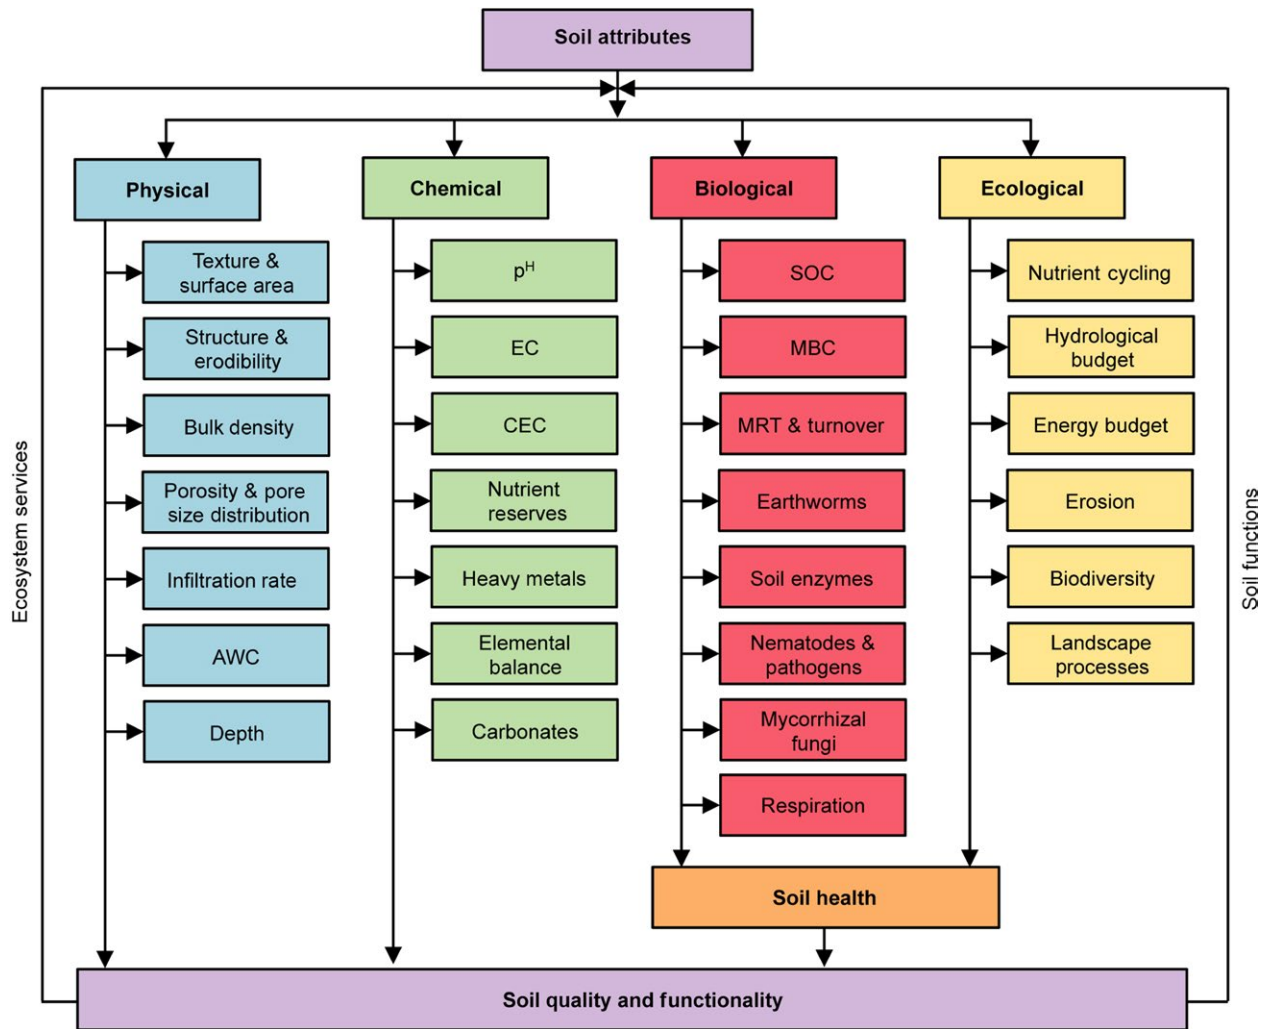 Soil attributes
Physical
Chemical
Biological
Ecological
Texture &
surface area
Structure &
erodibility
Bulk density
Porosity & pore
size distribution
Infiltration rate
AWC
Depth
pᴴ
EC
CEC
Nutrient
reserves
Heavy metals
Elemental
balance
Carbonates
SOC
MBC
MRT & turnover
Earthworms
Soil enzymes
Nematodes &
pathogens
Mycorrhizal
fungi
Respiration
Nutrient cycling
Hydrological
budget
Energy budget
Erosion
Biodiversity
Landscape
processes
Ecosystem services
Soil functions
Soil health
Soil quality and functionality